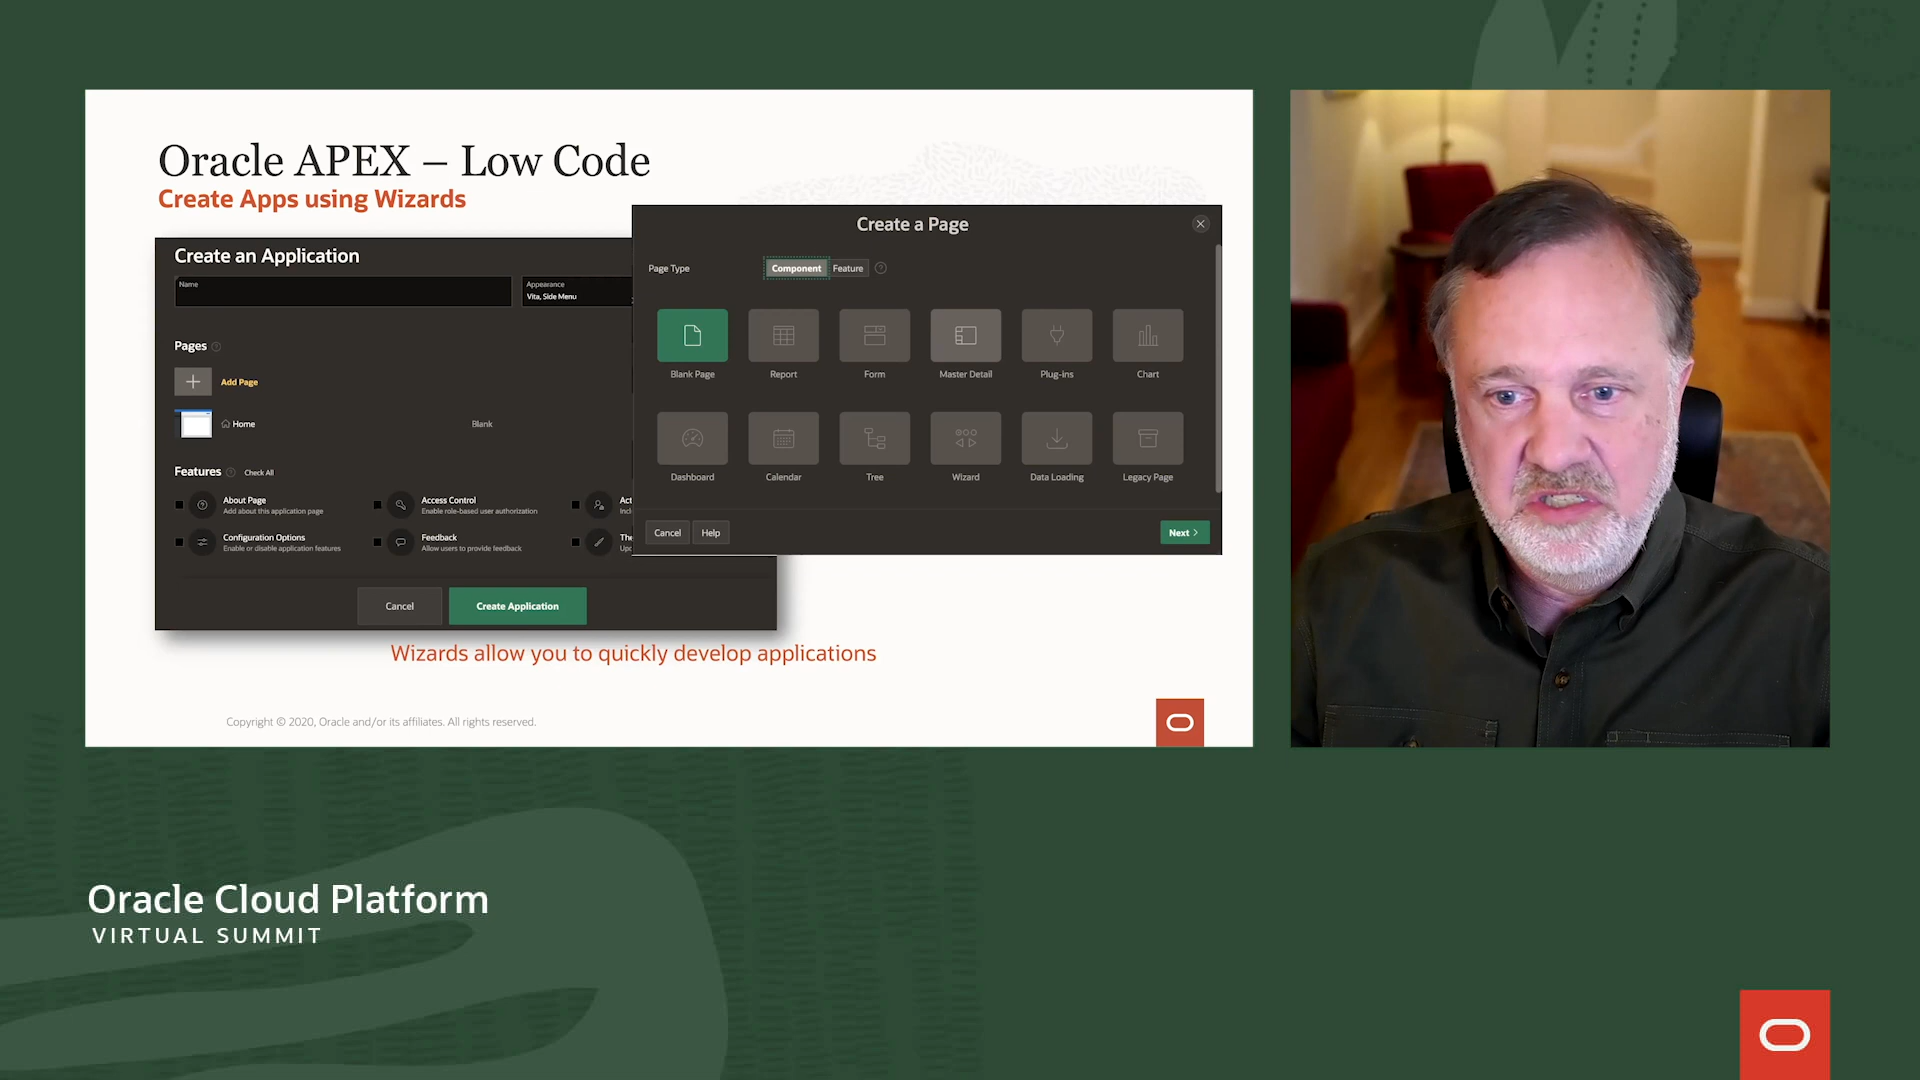 Oracle APEX – Low Code
Create Apps using Wizards
Create an Application
Name
Appearance
Vita, Side Menu
Pages
Add Page
Home
Blank
Features
Check All
About Page
Add about this application page
Access Control
Enable role-based user authorization
Act
Inc
Configuration Options
Enable or disable application features
Feedback
Allow users to provide feedback
The
Upd
Cancel
Create Application
Create a Page
Page Type
Component
Feature
Blank Page
Report
Form
Master Detail
Plug-ins
Chart
Dashboard
Calendar
Tree
Wizard
Data Loading
Legacy Page
Cancel
Help
Next
Wizards allow you to quickly develop applications
Copyright © 2020, Oracle and/or its affiliates. All rights reserved.
Oracle Cloud Platform
VIRTUAL SUMMIT